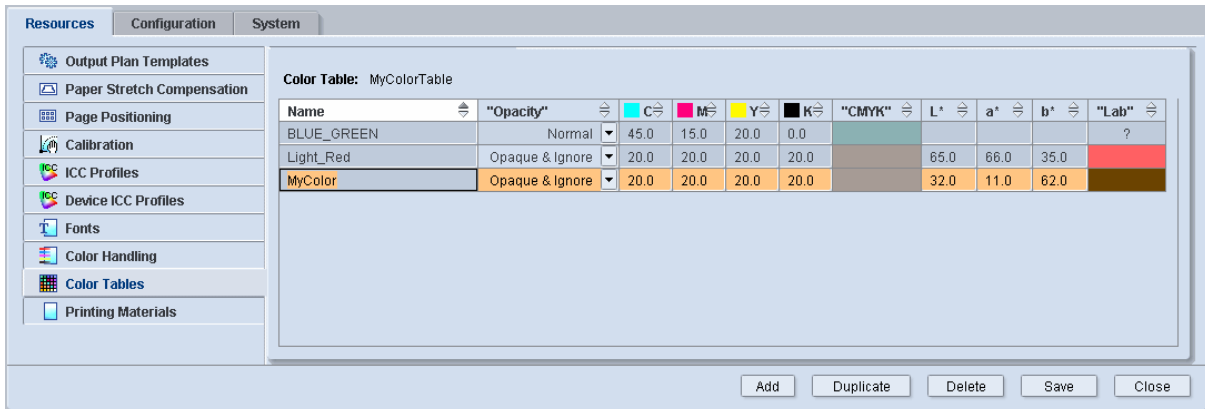 Resources Configuration System
Output Plan Templates
Paper Stretch Compensation
Page Positioning
Calibration
ICC ICC Profiles
ICC Device ICC Profiles
T Fonts
Color Handling
Color Tables
Printing Materials
Color Table: MyColorTable
Name "Opacity" C M Y K "CMYK" L* a* b* "Lab"
BLUE_GREEN Normal 45.0 15.0 20.0 0.0 ?
Light_Red Opaque & Ignore 20.0 20.0 20.0 20.0 65.0 66.0 35.0
MyColor Opaque & Ignore 20.0 20.0 20.0 20.0 32.0 11.0 62.0
Add Duplicate Delete Save Close